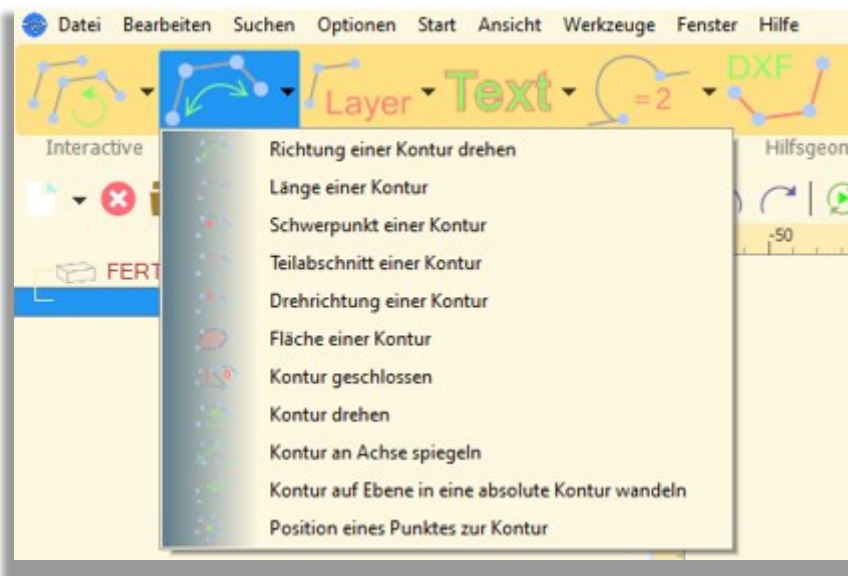 Datei Bearbeiten Suchen Optionen Start Ansicht Werkzeuge Fenster Hilfe
Layer Text =2 DXF
Interactive
Richtung einer Kontur drehen
Länge einer Kontur
Schwerpunkt einer Kontur
Teilabschnitt einer Kontur
Drehrichtung einer Kontur
Fläche einer Kontur
Kontur geschlossen
Kontur drehen
Kontur an Achse spiegeln
Kontur auf Ebene in eine absolute Kontur wandeln
Position eines Punktes zur Kontur
Hilfsgeom
-50
FERT